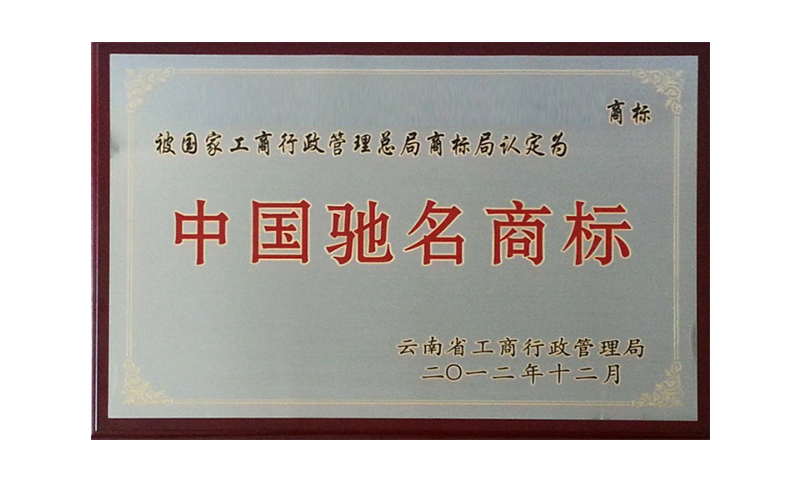 商标
被国家工商行政管理总局商标局认定为
中国驰名商标
云南省工商行政管理局
二〇一二年十二月